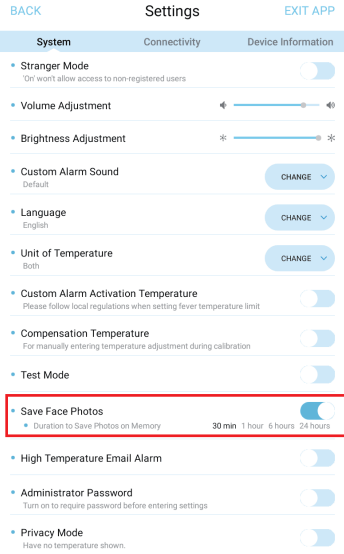 BACK Settings EXIT APP
System Connectivity Device Information
Stranger Mode
'On' won't allow access to non-registered users
Volume Adjustment
Brightness Adjustment
Custom Alarm Sound
Default
CHANGE
Language
English
CHANGE
Unit of Temperature
Both
CHANGE
Custom Alarm Activation Temperature
Please follow local regulations when setting fever temperature limit
Compensation Temperature
For manually entering temperature adjustment during calibration
Test Mode
Save Face Photos
Duration to Save Photos on Memory 30 min 1 hour 6 hours 24 hours
High Temperature Email Alarm
Administrator Password
Turn on to require password before entering settings
Privacy Mode
Have no temperature shown.